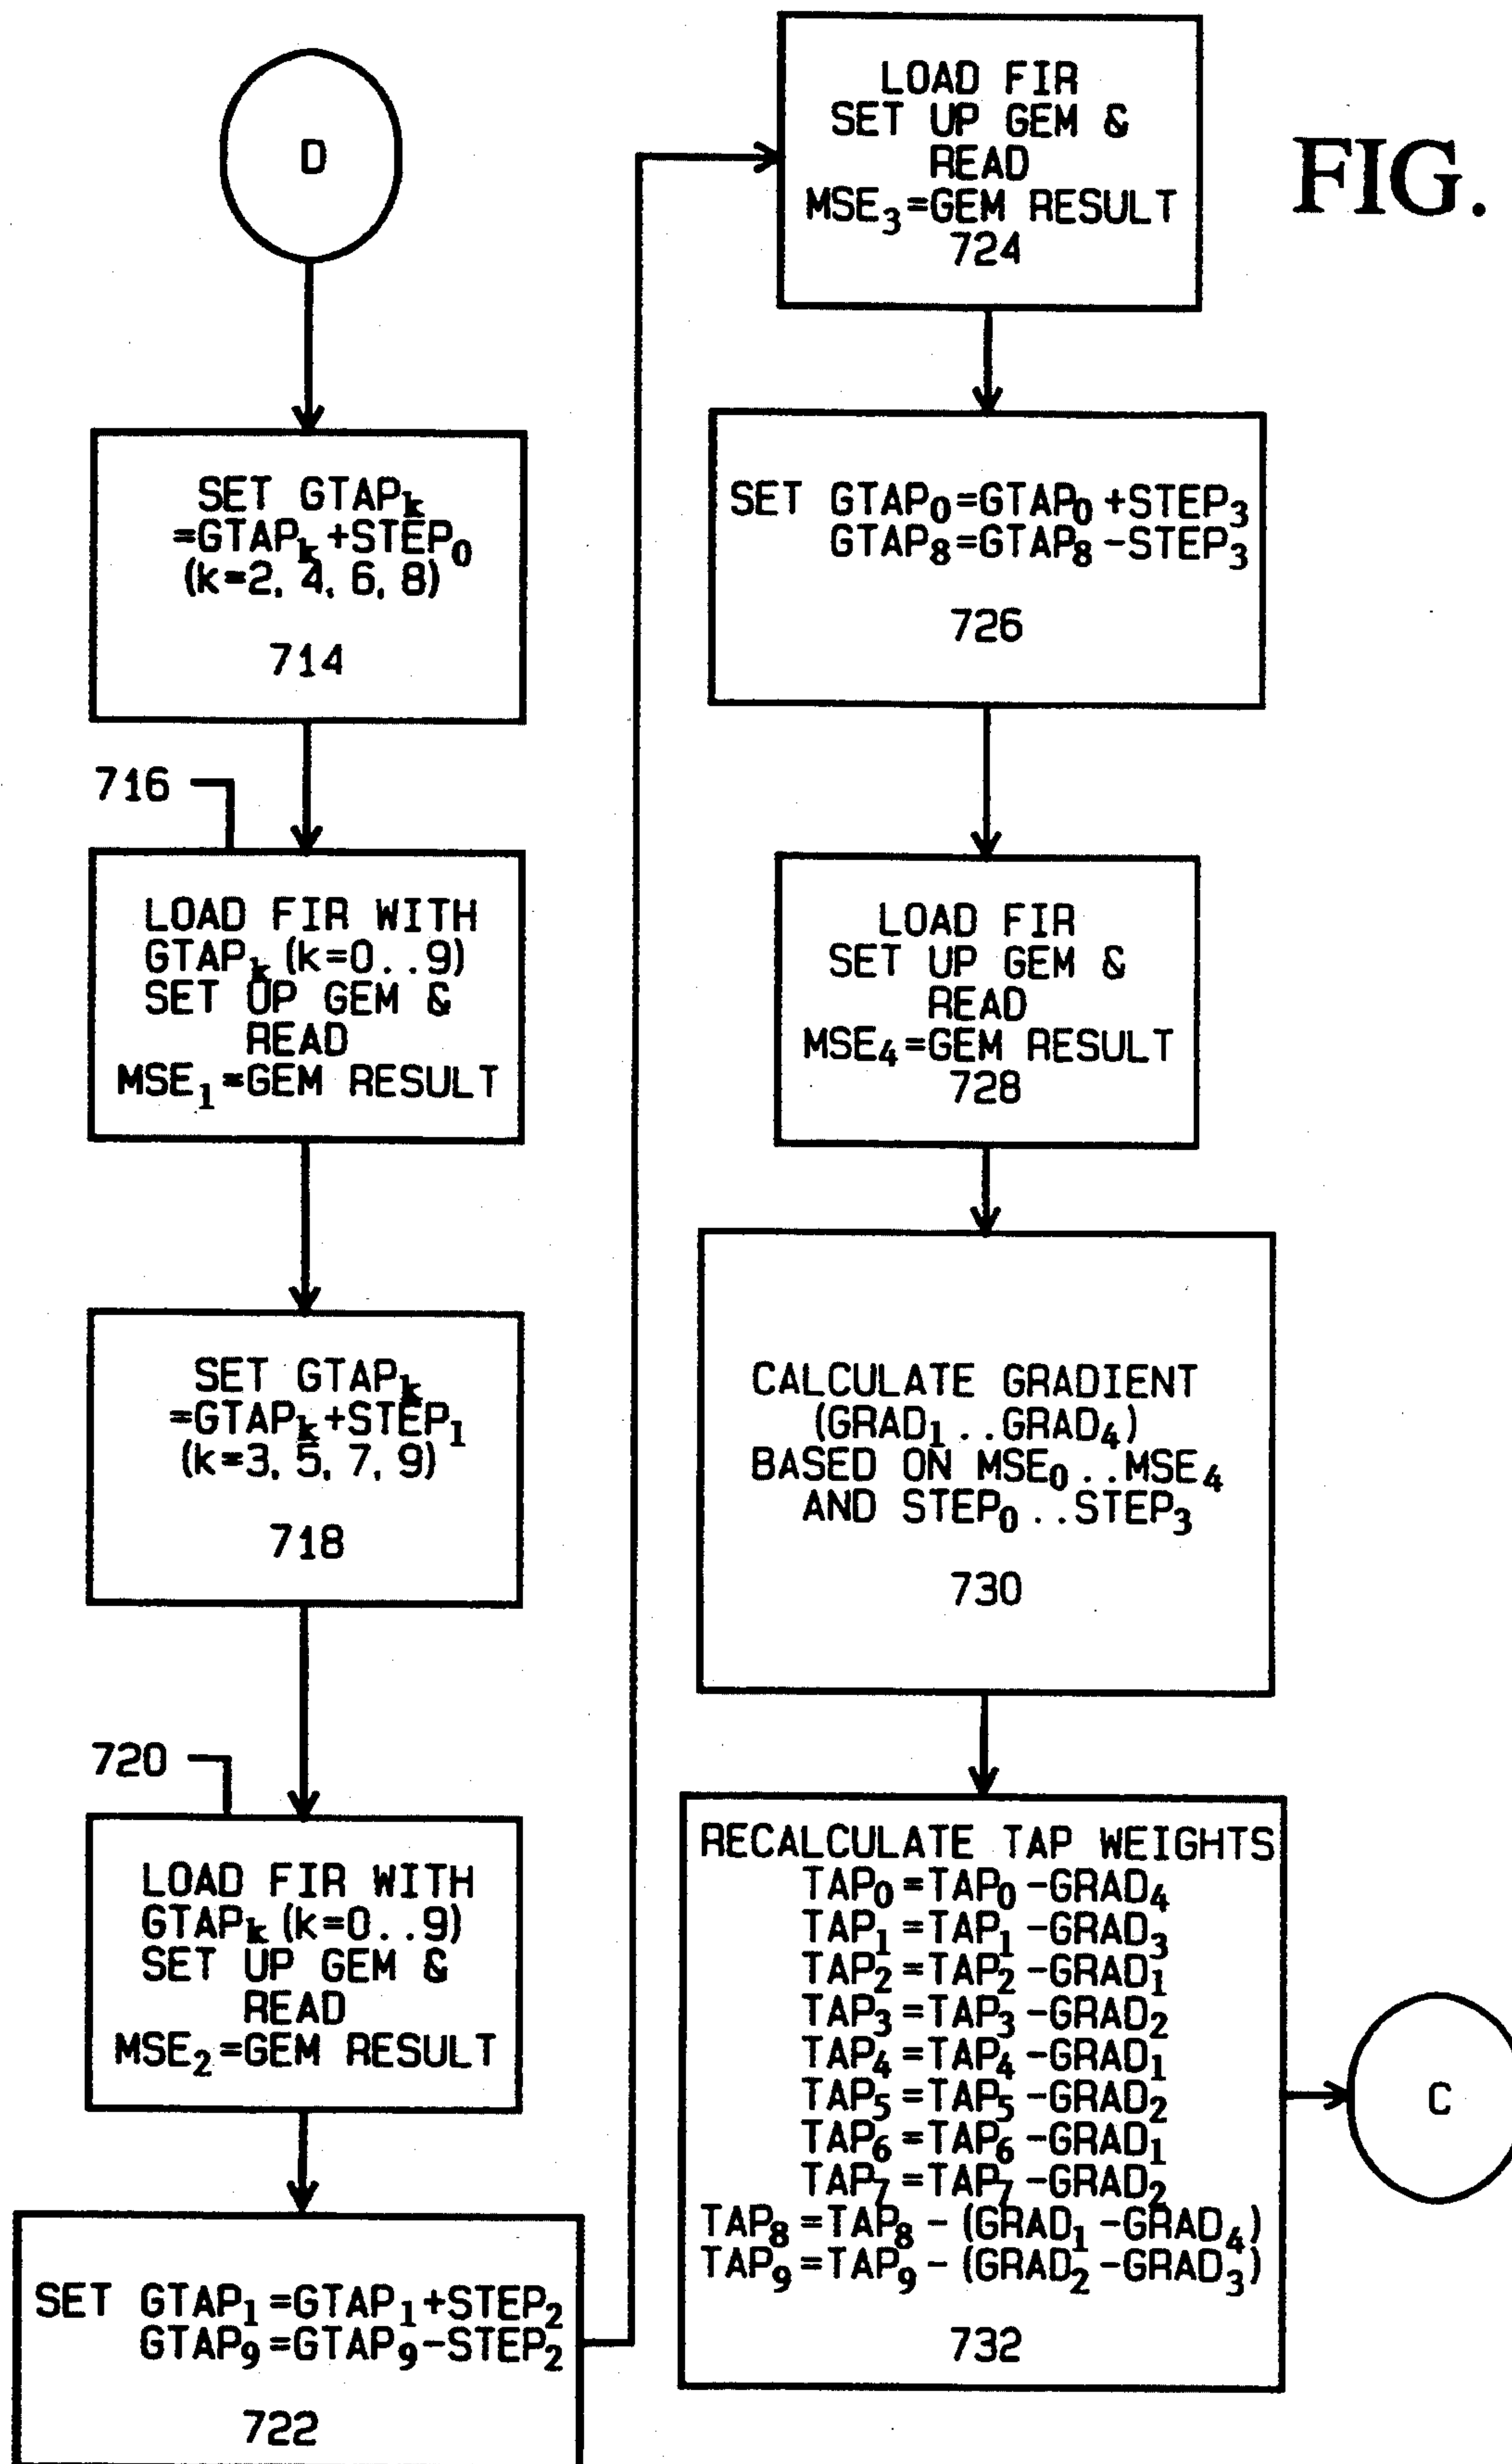 D
SET GTAPₖ
=GTAPₖ+STEP₀
(k=2, 4, 6, 8)
714
716
LOAD FIR WITH
GTAPₖ (k=0..9)
SET UP GEM &
READ
MSE₁=GEM RESULT
SET GTAPₖ
=GTAPₖ+STEP₁
(k=3, 5, 7, 9)
718
720
LOAD FIR WITH
GTAPₖ (k=0..9)
SET UP GEM &
READ
MSE₂=GEM RESULT
SET GTAP₁=GTAP₁+STEP₂
GTAP₉=GTAP₉-STEP₂
722
LOAD FIR
SET UP GEM &
READ
MSE₃=GEM RESULT
724
FIG.
SET GTAP₀=GTAP₀+STEP₃
GTAP₈=GTAP₈-STEP₃
726
LOAD FIR
SET UP GEM &
READ
MSE₄=GEM RESULT
728
CALCULATE GRADIENT
(GRAD₁..GRAD₄)
BASED ON MSE₀..MSE₄
AND STEP₀..STEP₃
730
RECALCULATE TAP WEIGHTS
TAP₀=TAP₀-GRAD₄
TAP₁=TAP₁-GRAD₃
TAP₂=TAP₂-GRAD₁
TAP₃=TAP₃-GRAD₂
TAP₄=TAP₄-GRAD₁
TAP₅=TAP₅-GRAD₂
TAP₆=TAP₆-GRAD₁
TAP₇=TAP₇-GRAD₂
TAP₈=TAP₈-(GRAD₁-GRAD₄)
TAP₉=TAP₉-(GRAD₂-GRAD₃)
732
C